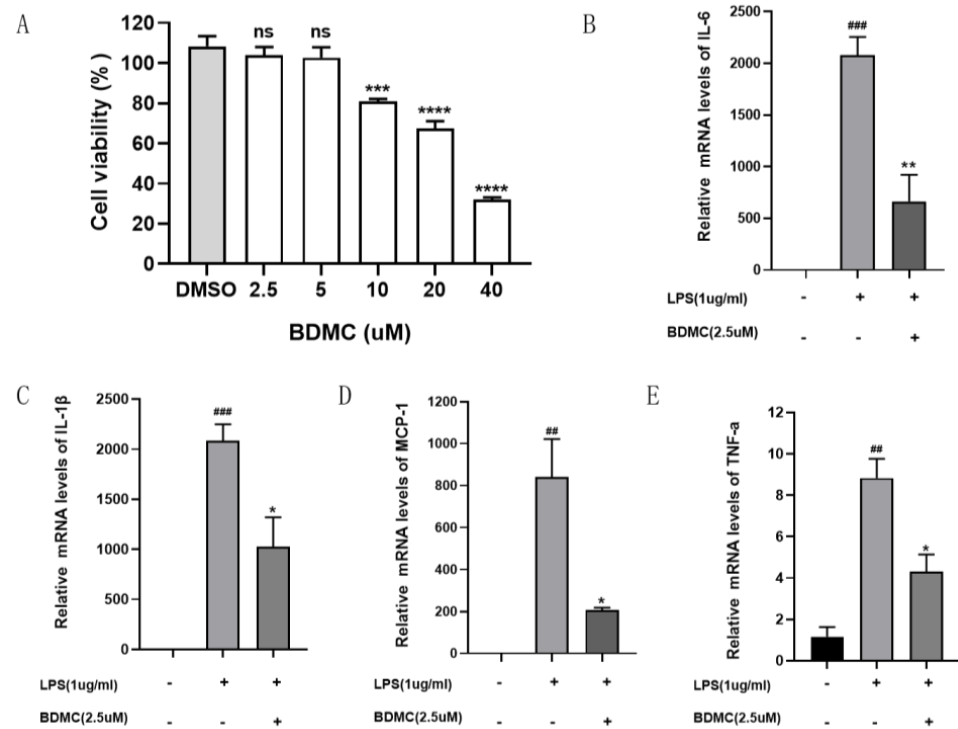 A
Cell viability (% )
120
100
80
60
40
20
0
ns
ns
***
****
****
DMSO 2.5 5 10 20 40
BDMC (uM)
B
Relative mRNA levels of IL-6
2500
2000
1500
1000
500
0
###
**
LPS(1ug/ml) - + +
BDMC(2.5uM) - - +
C
Relative mRNA levels of IL-1β
2500
2000
1500
1000
500
0
###
*
LPS(1ug/ml) - + +
BDMC(2.5uM) - - +
D
Relative mRNA levels of MCP-1
1200
1000
800
600
400
200
0
##
*
LPS(1ug/ml) - + +
BDMC(2.5uM) - - +
E
Relative mRNA levels of TNF-a
12
10
8
6
4
2
0
##
*
LPS(1ug/ml) - + +
BDMC(2.5uM) - - +